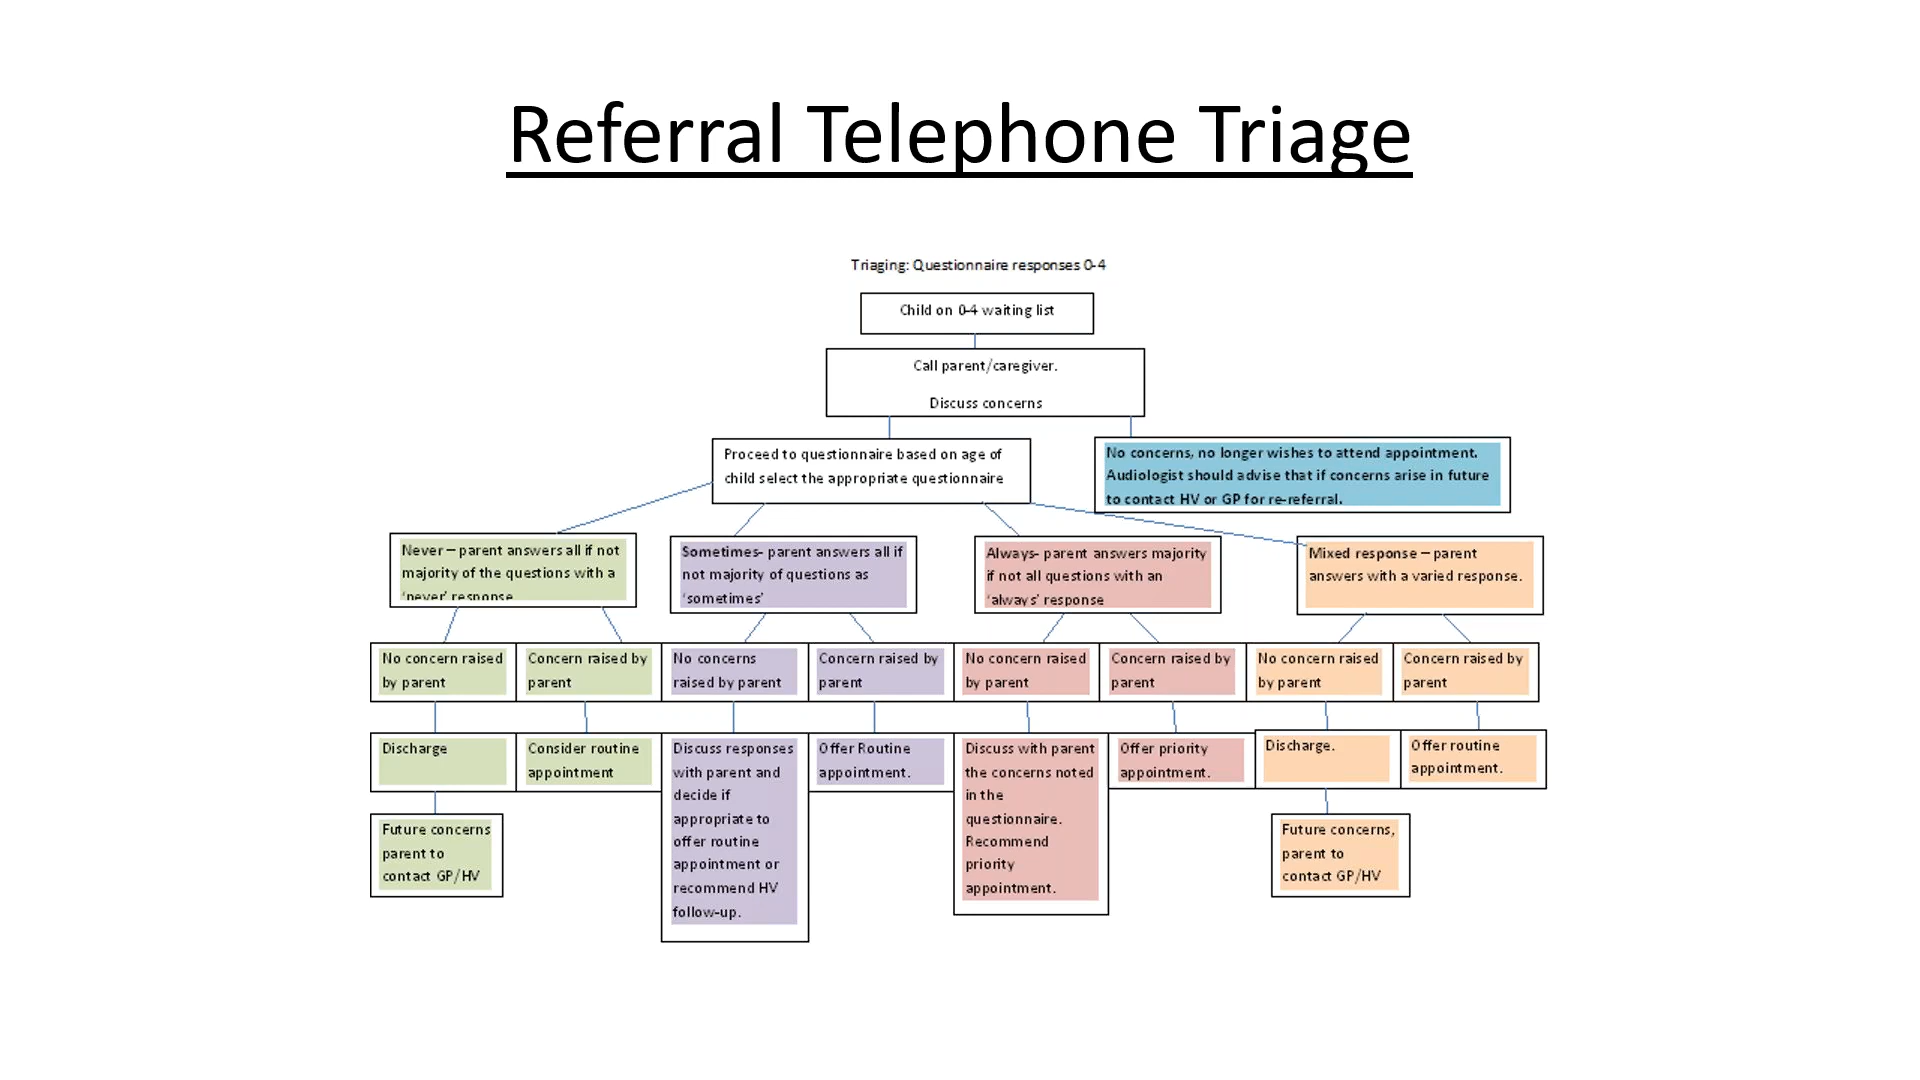 Referral Telephone Triage
Triaging: Questionnaire responses 0-4
Child on 0-4 waiting list
Call parent/caregiver.
Discuss concerns
Proceed to questionnaire based on age of
child select the appropriate questionnaire
No concerns, no longer wishes to attend appointment.
Audiologist should advise that if concerns arise in future
to contact HV or GP for re-referral.
Never – parent answers all if not
majority of the questions with a
‘never’ response
Sometimes- parent answers all if
not majority of questions as
‘sometimes’
Always- parent answers majority
if not all questions with an
‘always’ response
Mixed response – parent
answers with a varied response.
No concern raised
by parent
Concern raised by
parent
No concerns
raised by parent
Concern raised by
parent
No concern raised
by parent
Concern raised by
parent
No concern raised
by parent
Concern raised by
parent
Discharge
Consider routine
appointment
Discuss responses
with parent and
decide if
appropriate to
offer routine
appointment or
recommend HV
follow-up.
Offer Routine
appointment.
Discuss with parent
the concerns noted
in the
questionnaire.
Recommend
priority
appointment.
Offer priority
appointment.
Discharge.
Offer routine
appointment.
Future concerns
parent to
contact GP/HV
Future concerns,
parent to
contact GP/HV